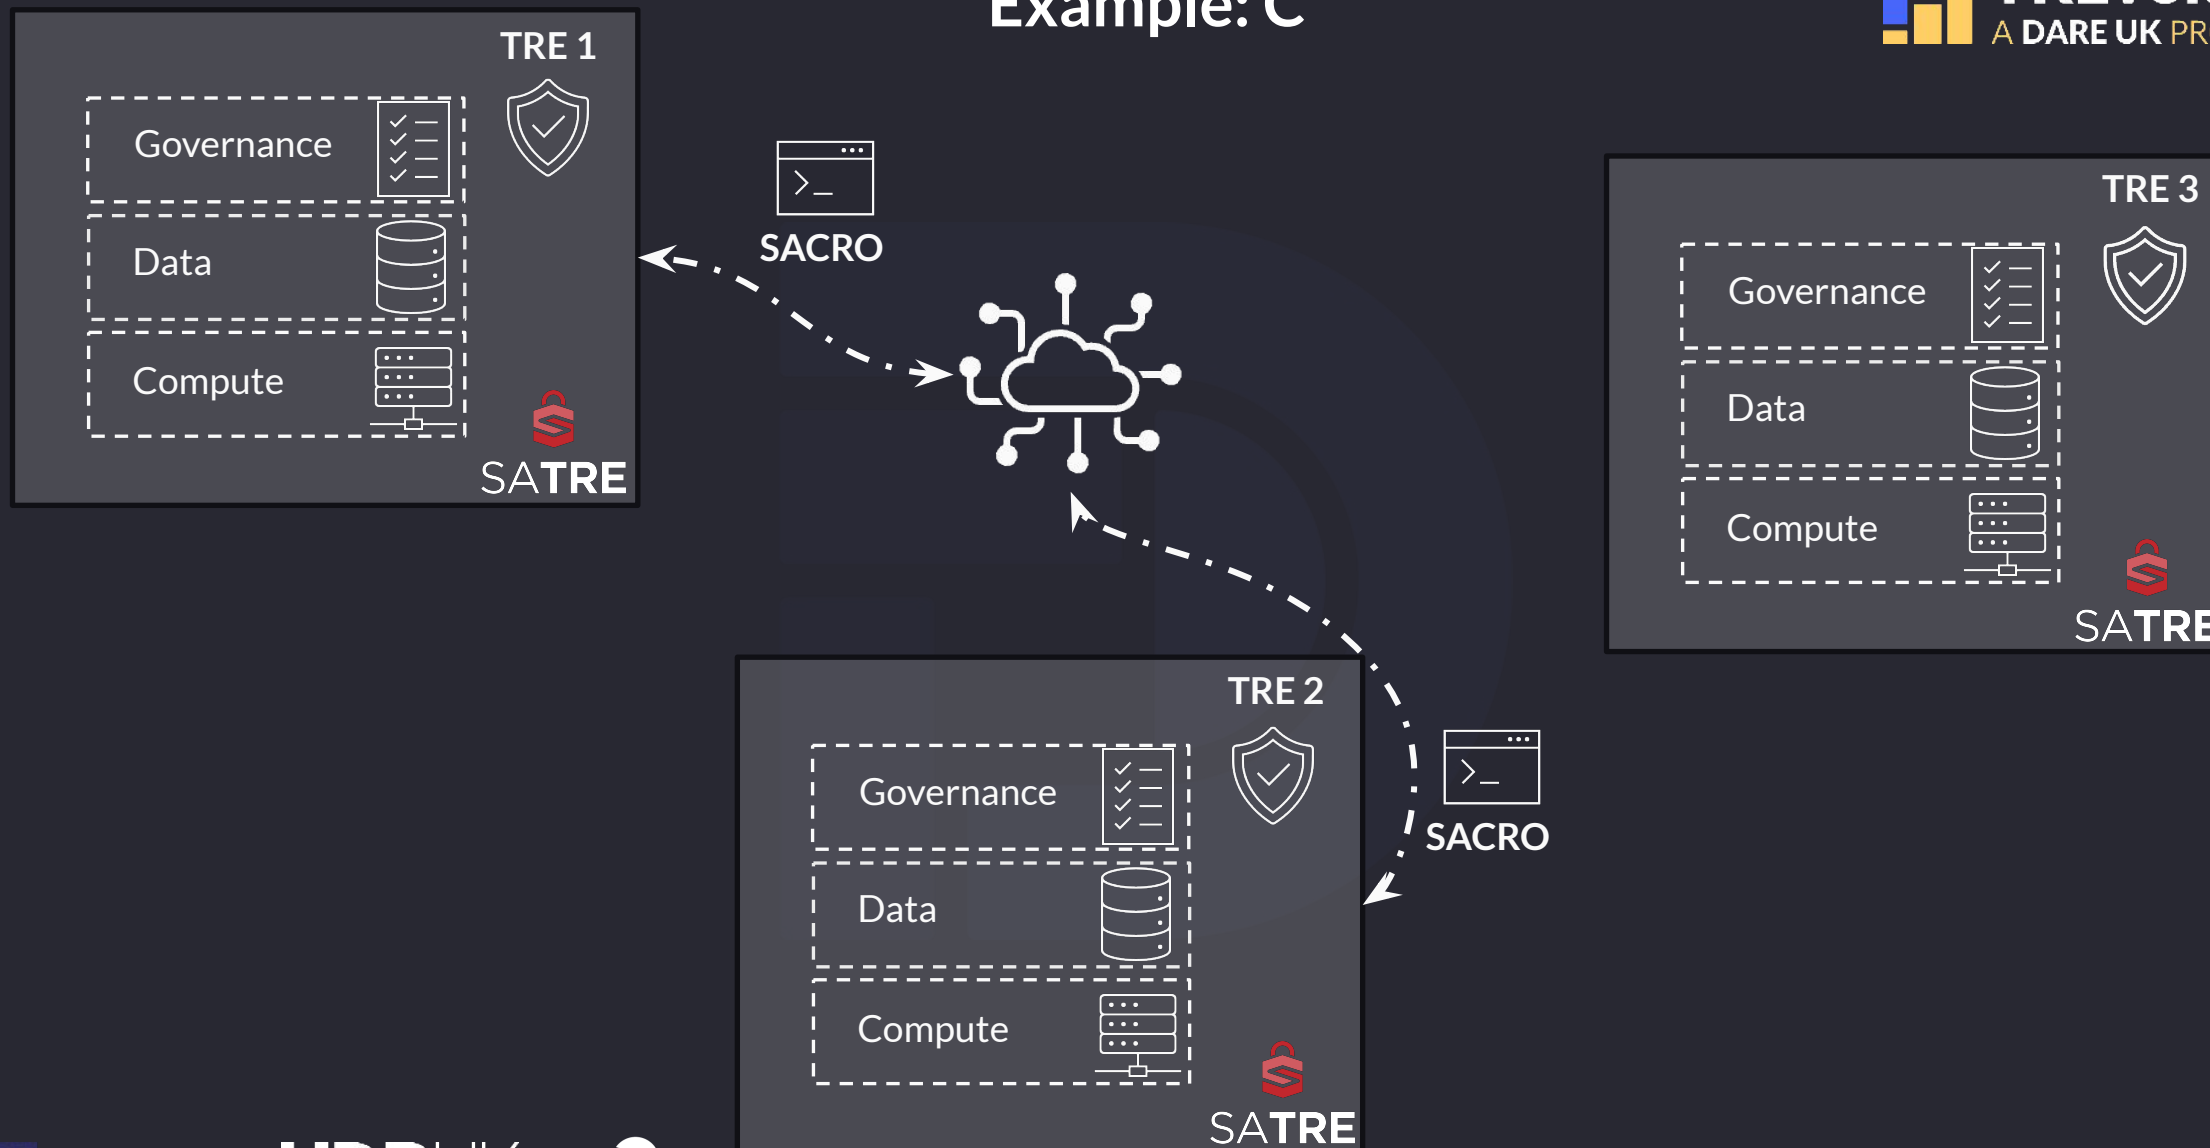 Example: C
A DARE UK PR
TRE 1
Governance
Data
Compute
SATRE
SACRO
TRE 3
Governance
Data
Compute
SATRE
TRE 2
Governance
Data
Compute
SATRE
SACRO